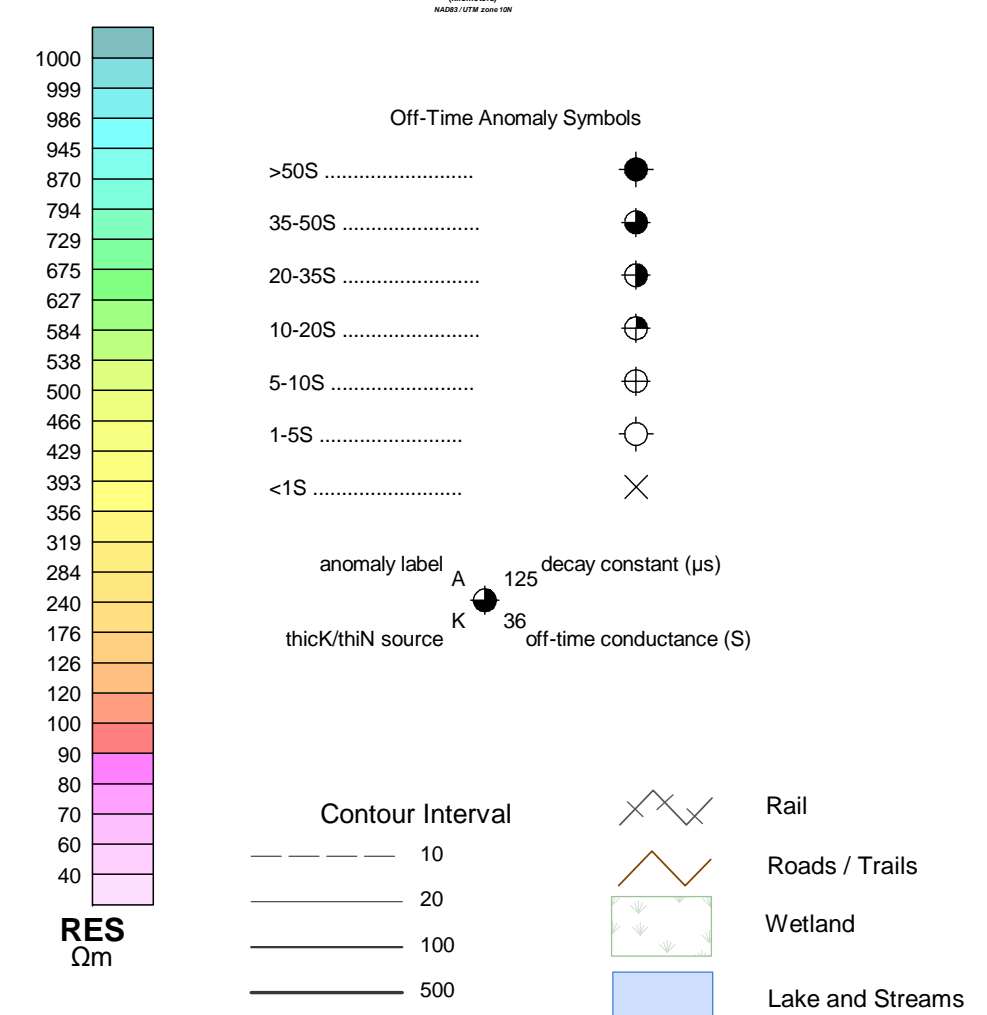 NAD83 / UTM zone 10N
1000
999
986
945
870
794
729
675
627
584
538
500
466
429
393
356
319
284
240
176
126
120
100
90
80
70
60
40
RES
Ωm
Off-Time Anomaly Symbols
>50S ..........................
35-50S ........................
20-35S ........................
10-20S ........................
5-10S .........................
1-5S .........................
<1S ..........................
anomaly label A 125 decay constant (µs)
thicK/thiN source K 36 off-time conductance (S)
Contour Interval
10
20
100
500
Rail
Roads / Trails
Wetland
Lake and Streams